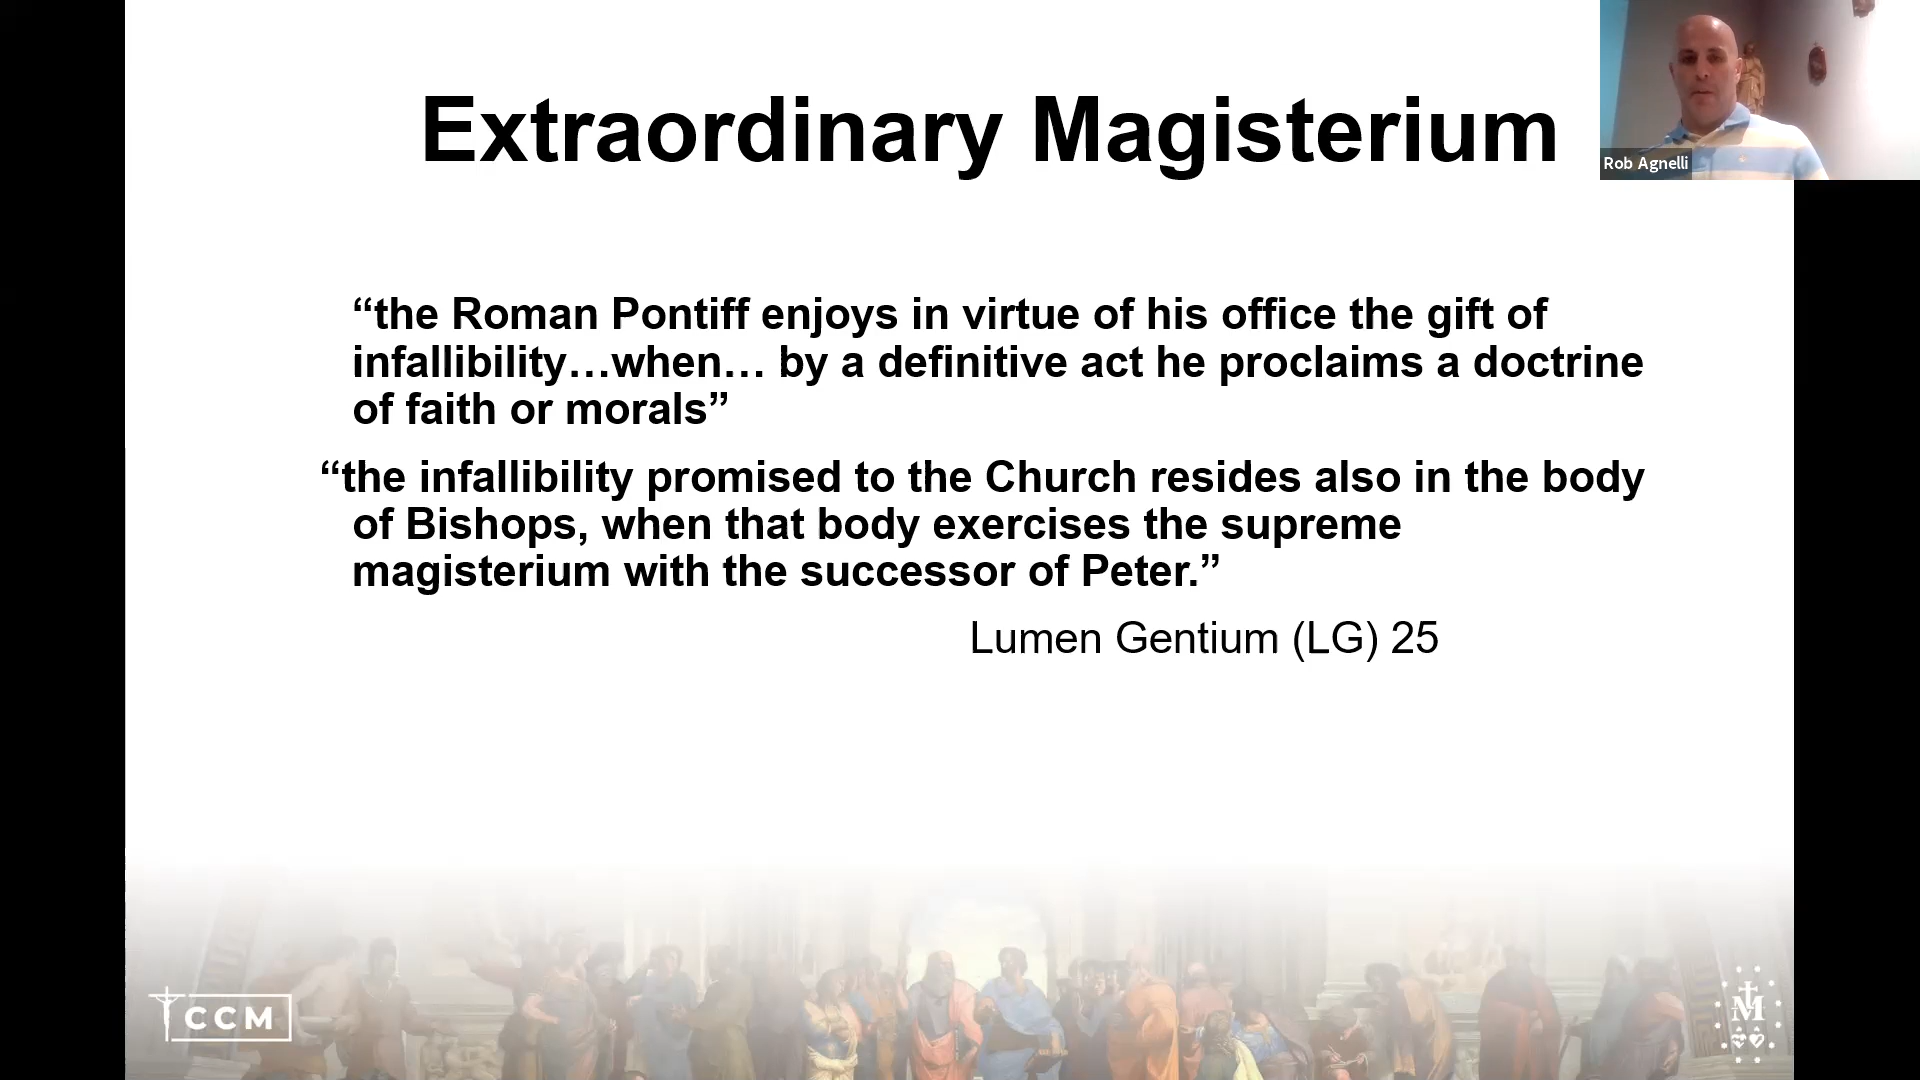 Extraordinary Magisterium
Rob Agnelli
“the Roman Pontiff enjoys in virtue of his office the gift of
infallibility…when… by a definitive act he proclaims a doctrine
of faith or morals”
“the infallibility promised to the Church resides also in the body
of Bishops, when that body exercises the supreme
magisterium with the successor of Peter.”
Lumen Gentium (LG) 25
CCM
M